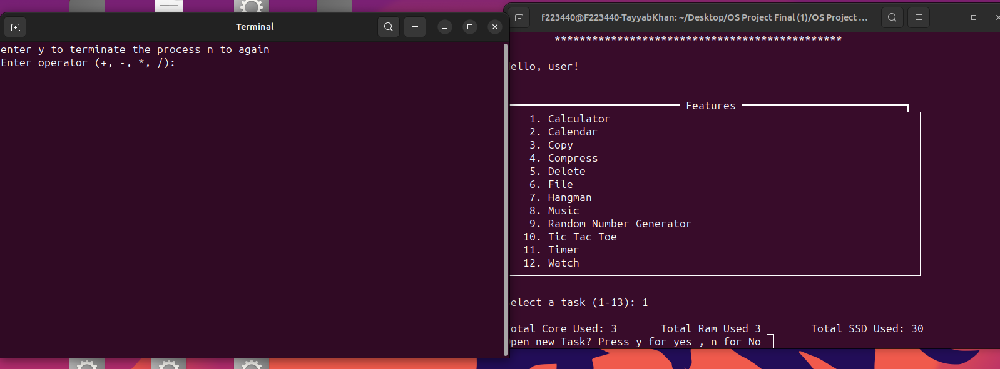 Terminal
enter y to terminate the process n to again
Enter operator (+, -, *, /):
f223440@F223440-TayyabKhan: ~/Desktop/OS Project Final (1)/OS Project ...
**********************************************
ello, user!
Features
1. Calculator
2. Calendar
3. Copy
4. Compress
5. Delete
6. File
7. Hangman
8. Music
9. Random Number Generator
10. Tic Tac Toe
11. Timer
12. Watch
elect a task (1-13): 1
otal Core Used: 3 Total Ram Used 3 Total SSD Used: 30
pen new Task? Press y for yes , n for No